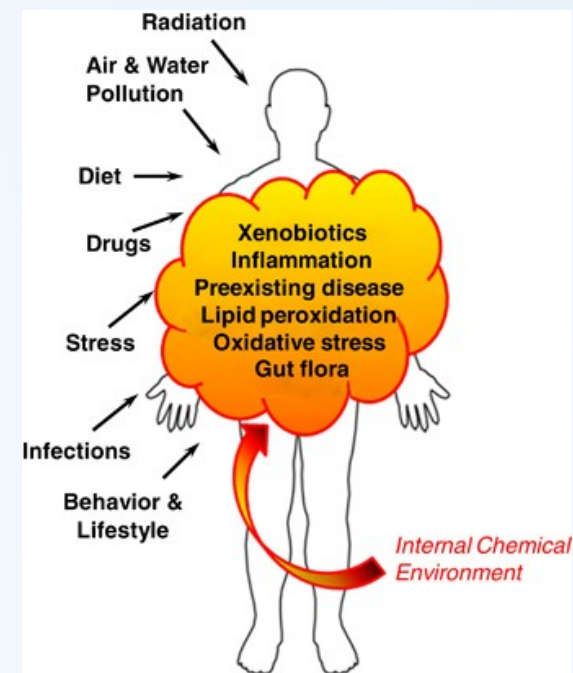 Radiation
Air & Water
Pollution
Diet
Drugs
Stress
Infections
Behavior &
Lifestyle
Xenobiotics
Inflammation
Preexisting disease
Lipid peroxidation
Oxidative stress
Gut flora
Internal Chemical
Environment